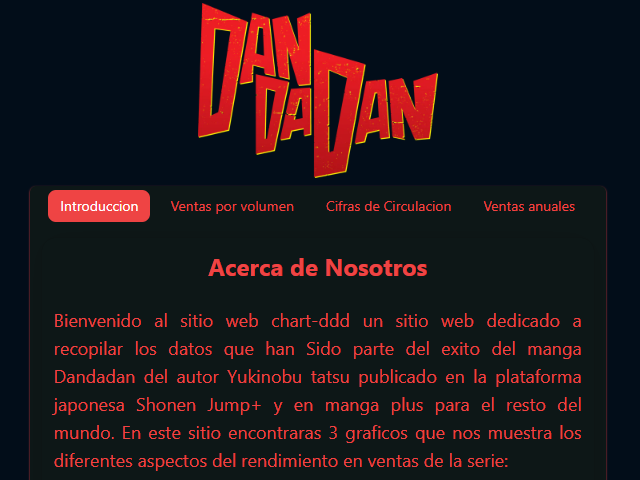 DAN
DADAN
Introduccion Ventas por volumen Cifras de Circulacion Ventas anuales
Acerca de Nosotros
Bienvenido al sitio web chart-ddd un sitio web dedicado a
recopilar los datos que han Sido parte del exito del manga
Dandadan del autor Yukinobu tatsu publicado en la plataforma
japonesa Shonen Jump+ y en manga plus para el resto del
mundo. En este sitio encontraras 3 graficos que nos muestra los
diferentes aspectos del rendimiento en ventas de la serie: